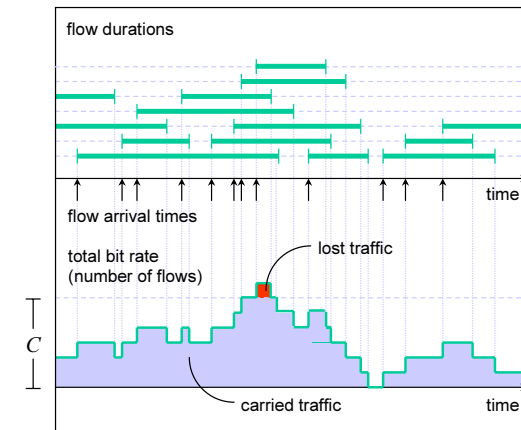 flow durations
time
flow arrival times
total bit rate
(number of flows)
lost traffic
C
carried traffic
time